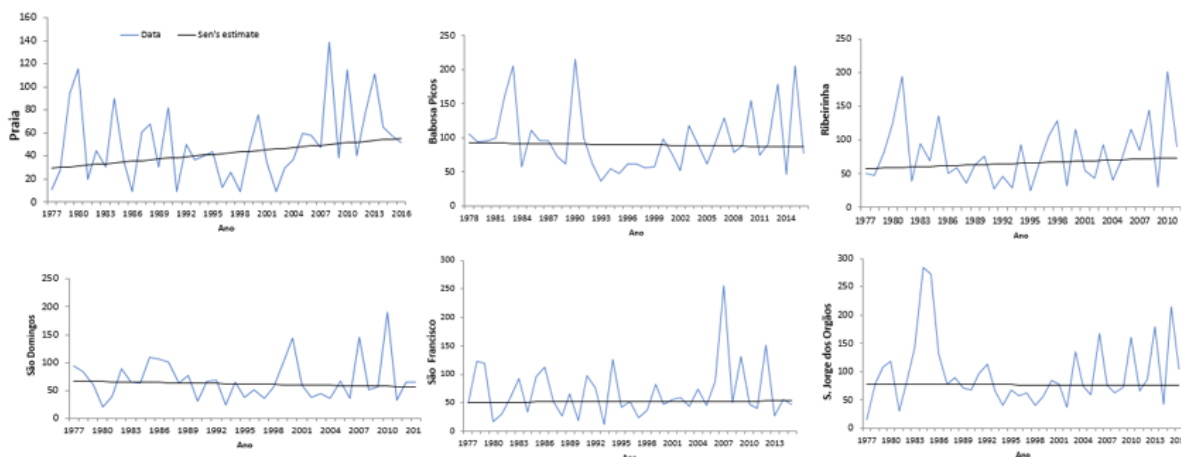 160
140
120
100
80
60
40
20
0
Praia
Data
Sen's estimate
1977 1980 1983 1986 1989 1992 1995 1998 2001 2004 2007 2010 2013 2016
Ano
250
200
150
100
50
0
Babosa Picos
1978 1981 1984 1987 1990 1993 1996 1999 2002 2005 2008 2011 2014
Ano
250
200
150
100
50
0
Ribeirinha
1977 1980 1983 1986 1989 1992 1995 1998 2001 2004 2007 2010
Ano
250
200
150
100
50
0
São Domingos
1977 1980 1983 1986 1989 1992 1995 1998 2001 2004 2007 2010 201
Ano
300
250
200
150
100
50
0
São Francisco
1977 1980 1983 1986 1989 1992 1995 1998 2001 2004 2007 2010 2013
Ano
300
250
200
150
100
50
0
S. Jorge dos Orgãos
1977 1980 1983 1986 1989 1992 1995 1998 2001 2004 2007 2010 2013
Ano